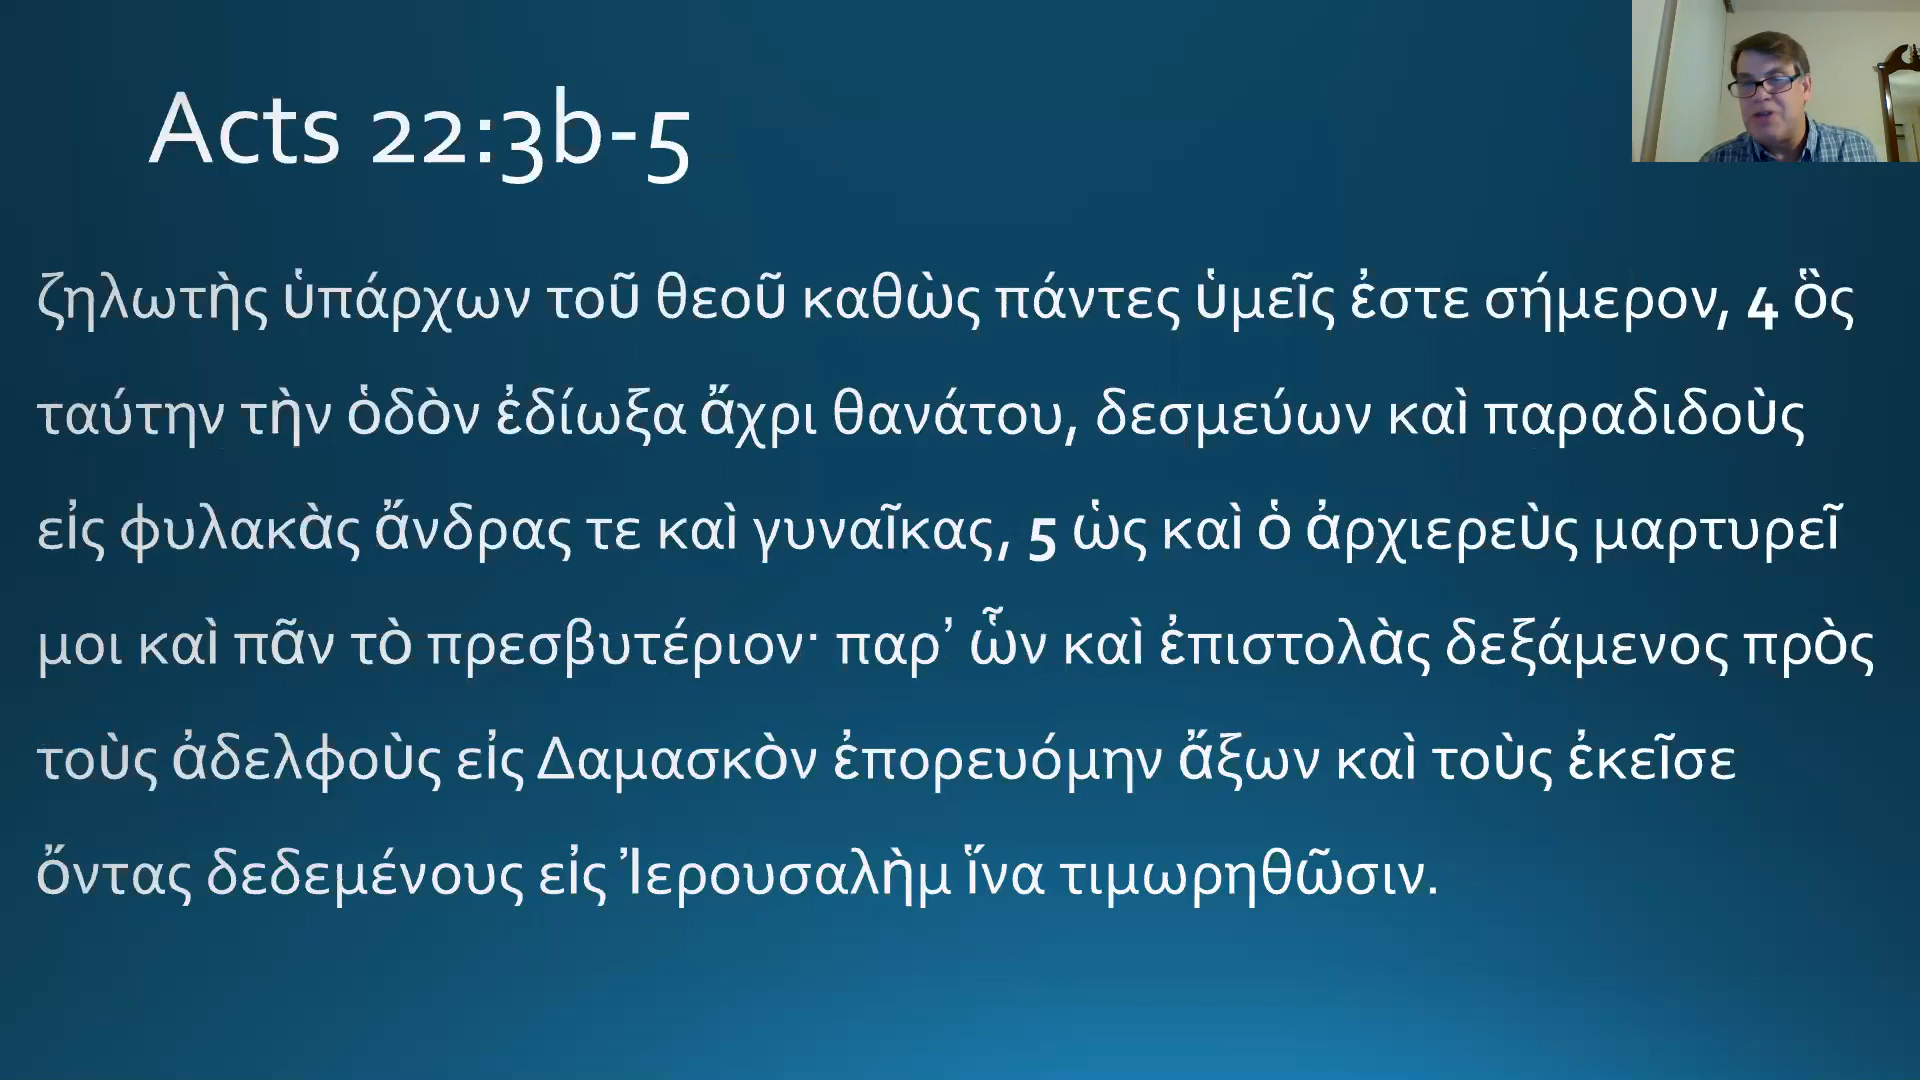 Acts 22:3b-5
ζηλωτὴς ὑπάρχων τοῦ θεοῦ καθὼς πάντες ὑμεῖς ἐστε σήμερον, 4 ὃς
ταύτην τὴν ὁδὸν ἐδίωξα ἄχρι θανάτου, δεσμεύων καὶ παραδιδοὺς
εἰς φυλακὰς ἄνδρας τε καὶ γυναῖκας, 5 ὡς καὶ ὁ ἀρχιερεὺς μαρτυρεῖ
μοι καὶ πᾶν τὸ πρεσβυτέριον· παρ’ ὧν καὶ ἐπιστολὰς δεξάμενος πρὸς
τοὺς ἀδελφοὺς εἰς Δαμασκὸν ἐπορευόμην ἄξων καὶ τοὺς ἐκεῖσε
ὄντας δεδεμένους εἰς Ἰερουσαλὴμ ἵνα τιμωρηθῶσιν.